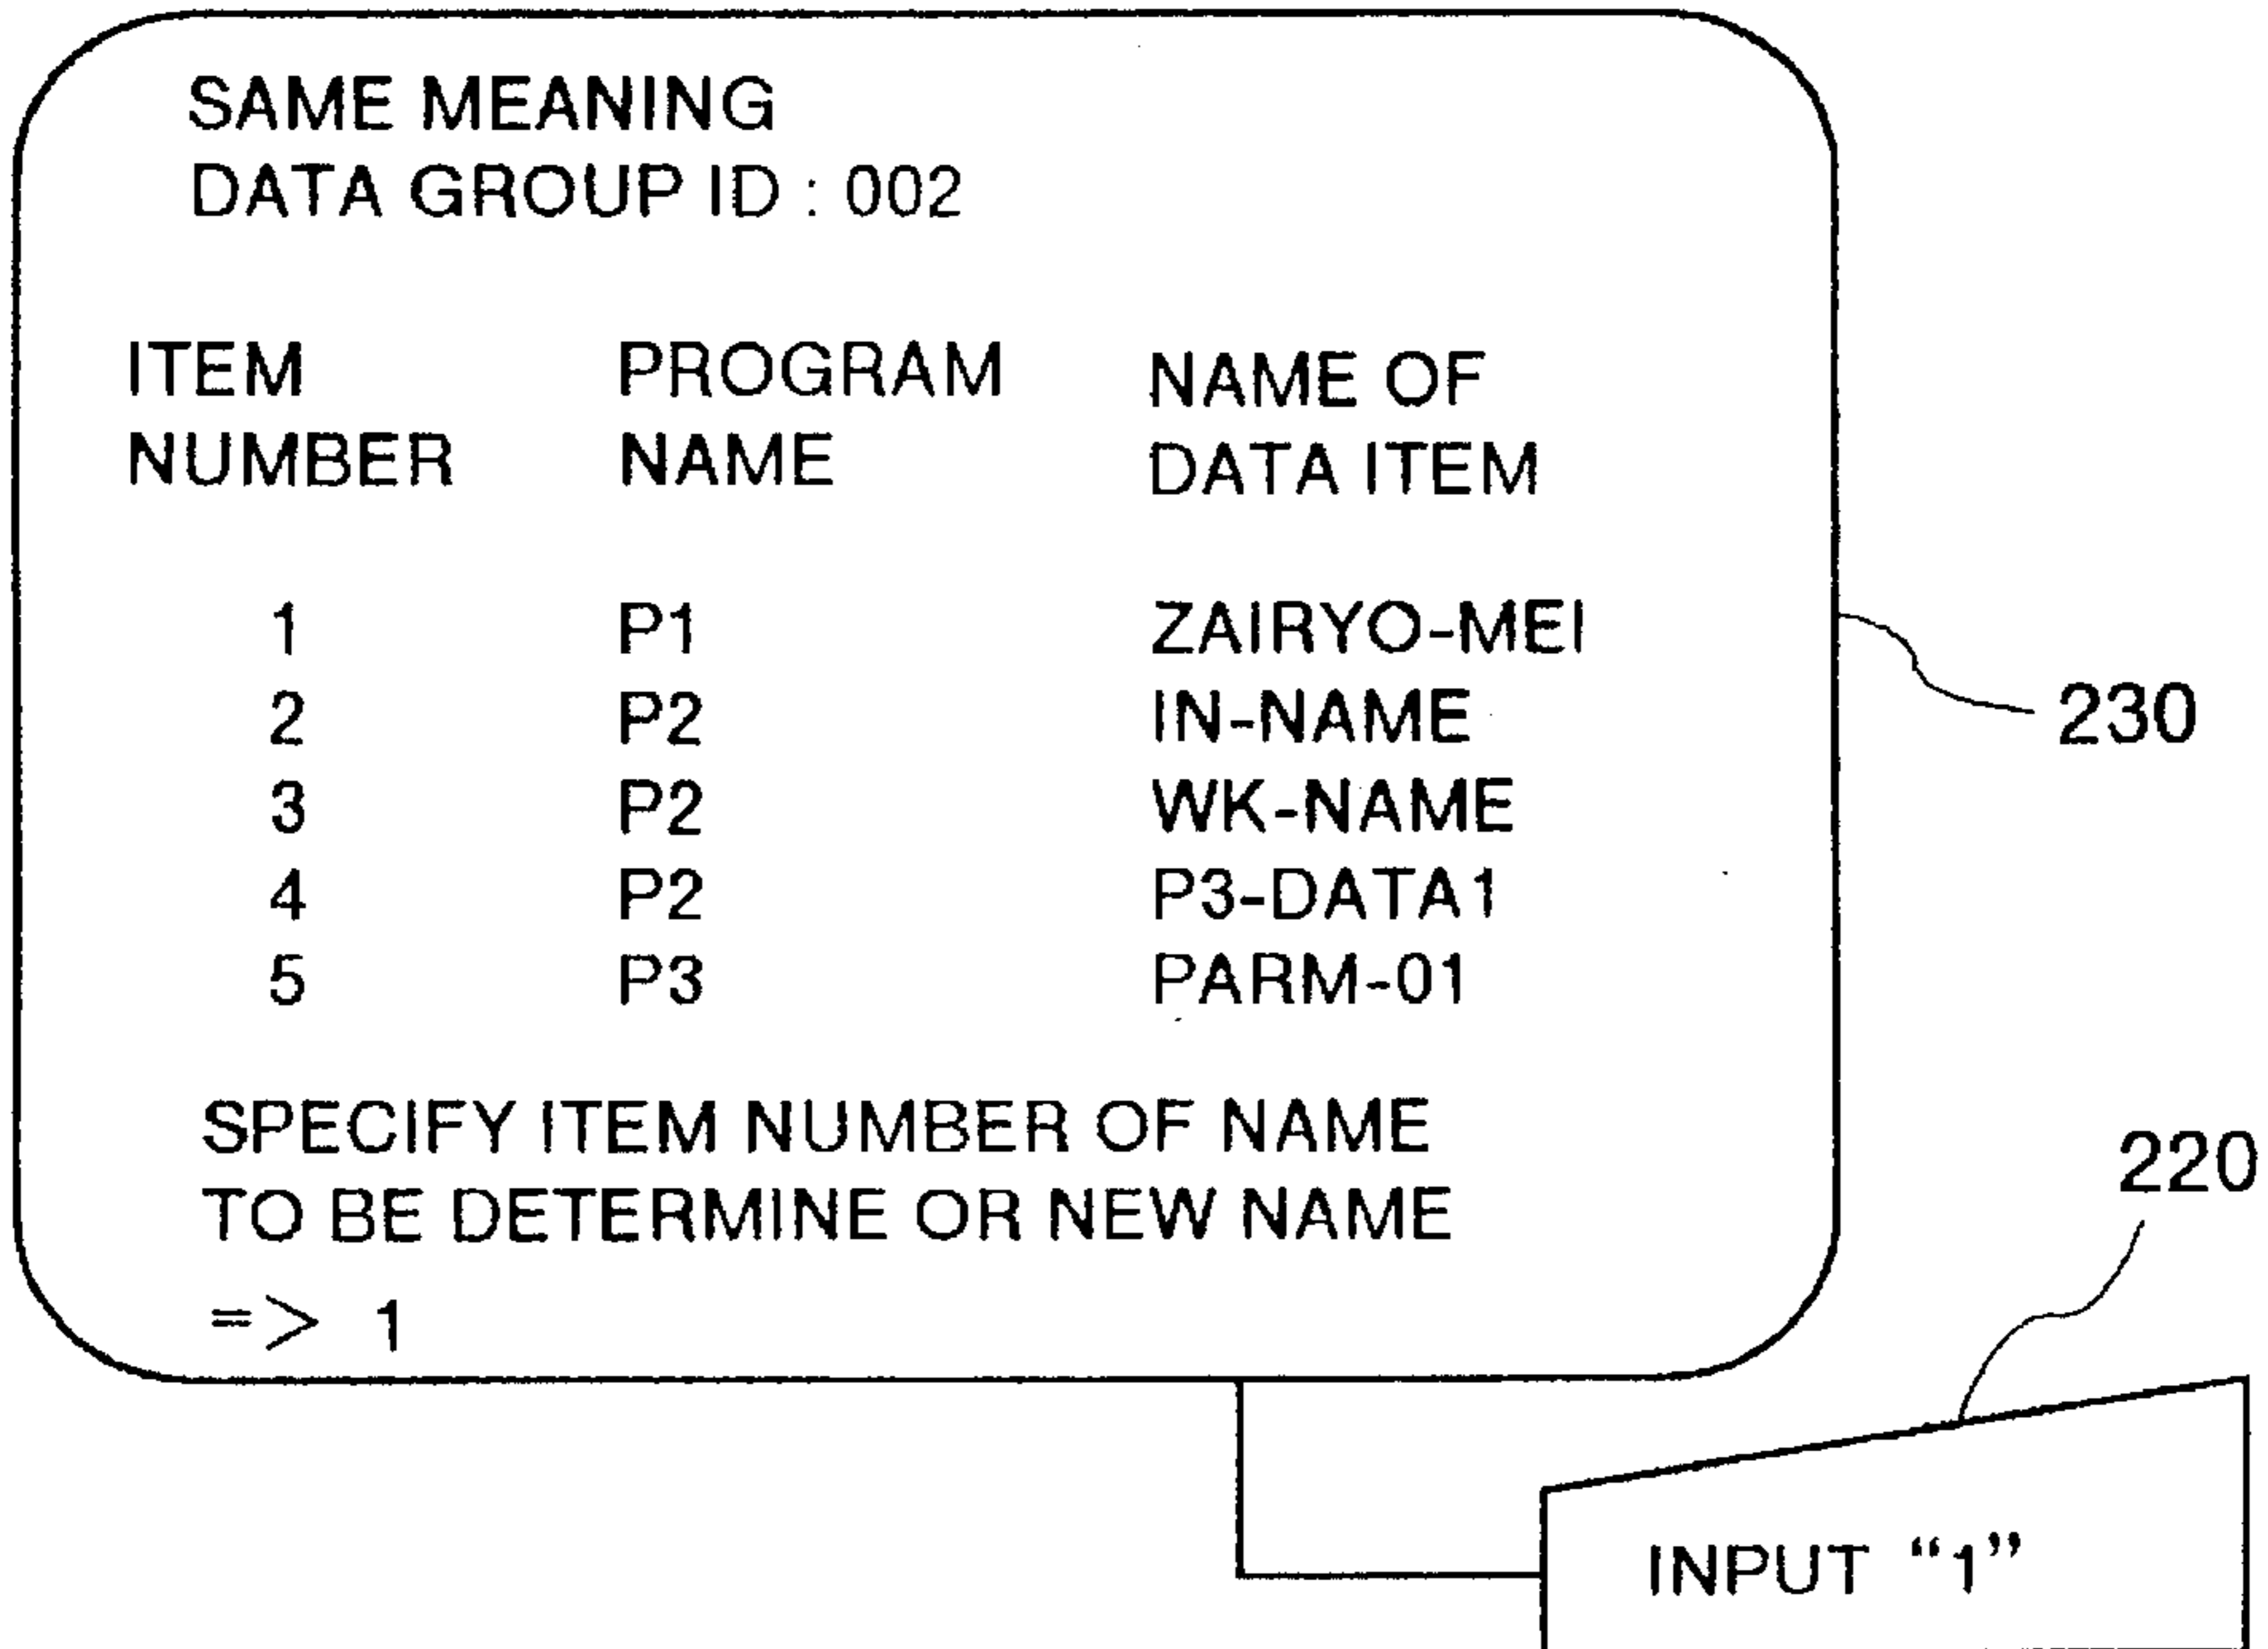 SAME MEANING
DATA GROUP ID : 002
ITEM NUMBER PROGRAM NAME NAME OF DATA ITEM
1 P1 ZAIRYO-MEI
2 P2 IN-NAME
3 P2 WK-NAME
4 P2 P3-DATA1
5 P3 PARM-01
230
SPECIFY ITEM NUMBER OF NAME
TO BE DETERMINE OR NEW NAME
=> 1
220
INPUT “1”